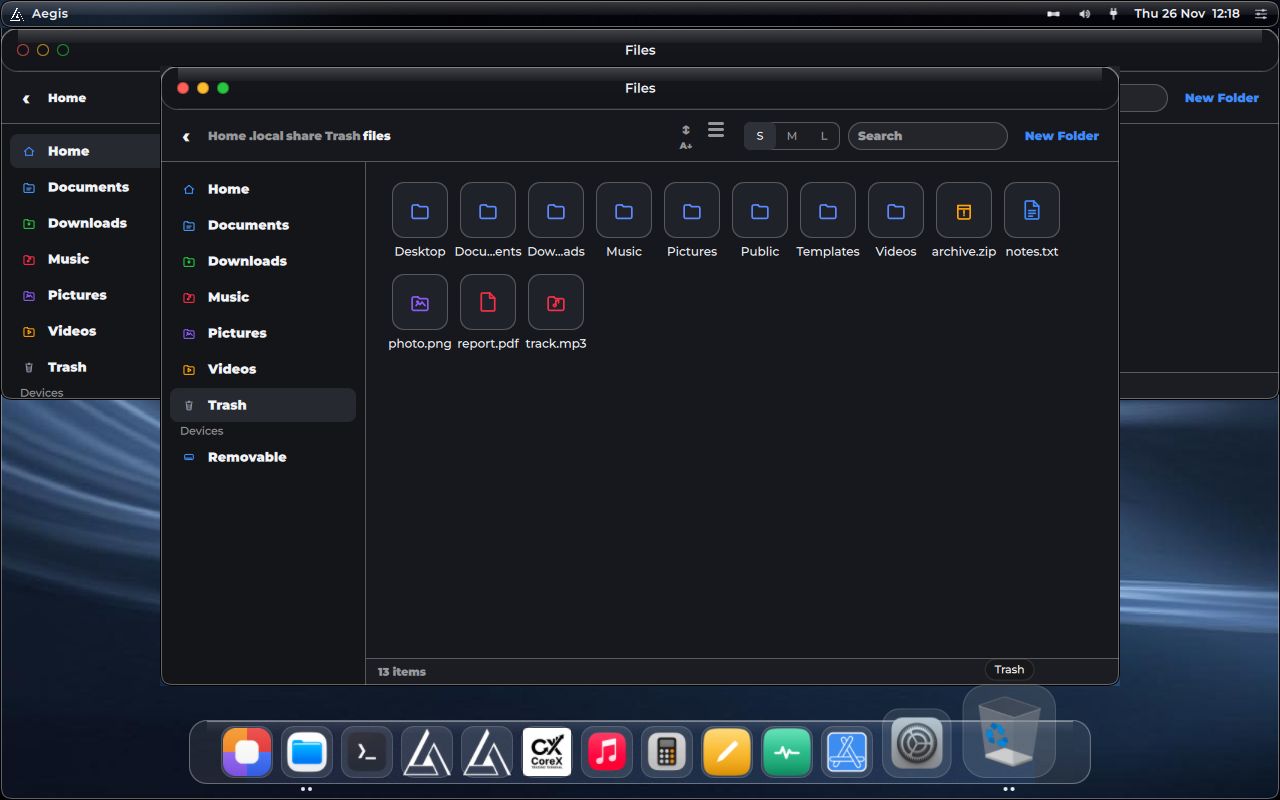 Aegis
Thu 26 Nov 12:18
Files
Home
New Folder
Home
Documents
Downloads
Music
Pictures
Videos
Trash
Devices
Files
Home .local share Trash files
A+
S M L
Search
New Folder
Home
Documents
Downloads
Music
Pictures
Videos
Trash
Devices
Removable
Desktop Docu...ents Dow...ads Music Pictures Public Templates Videos archive.zip notes.txt
photo.png report.pdf track.mp3
13 items
Trash
CX
CoreX